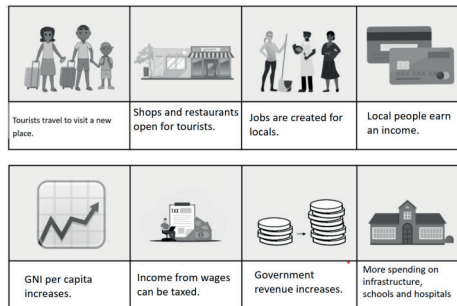 Tourists travel to visit a new
place.
Shops and restaurants
open for tourists.
Jobs are created for
locals.
Local people earn
an income.
TAX
GNI per capita
increases.
Income from wages
can be taxed.
Government
revenue increases.
More spending on
infrastructure,
schools and hospitals